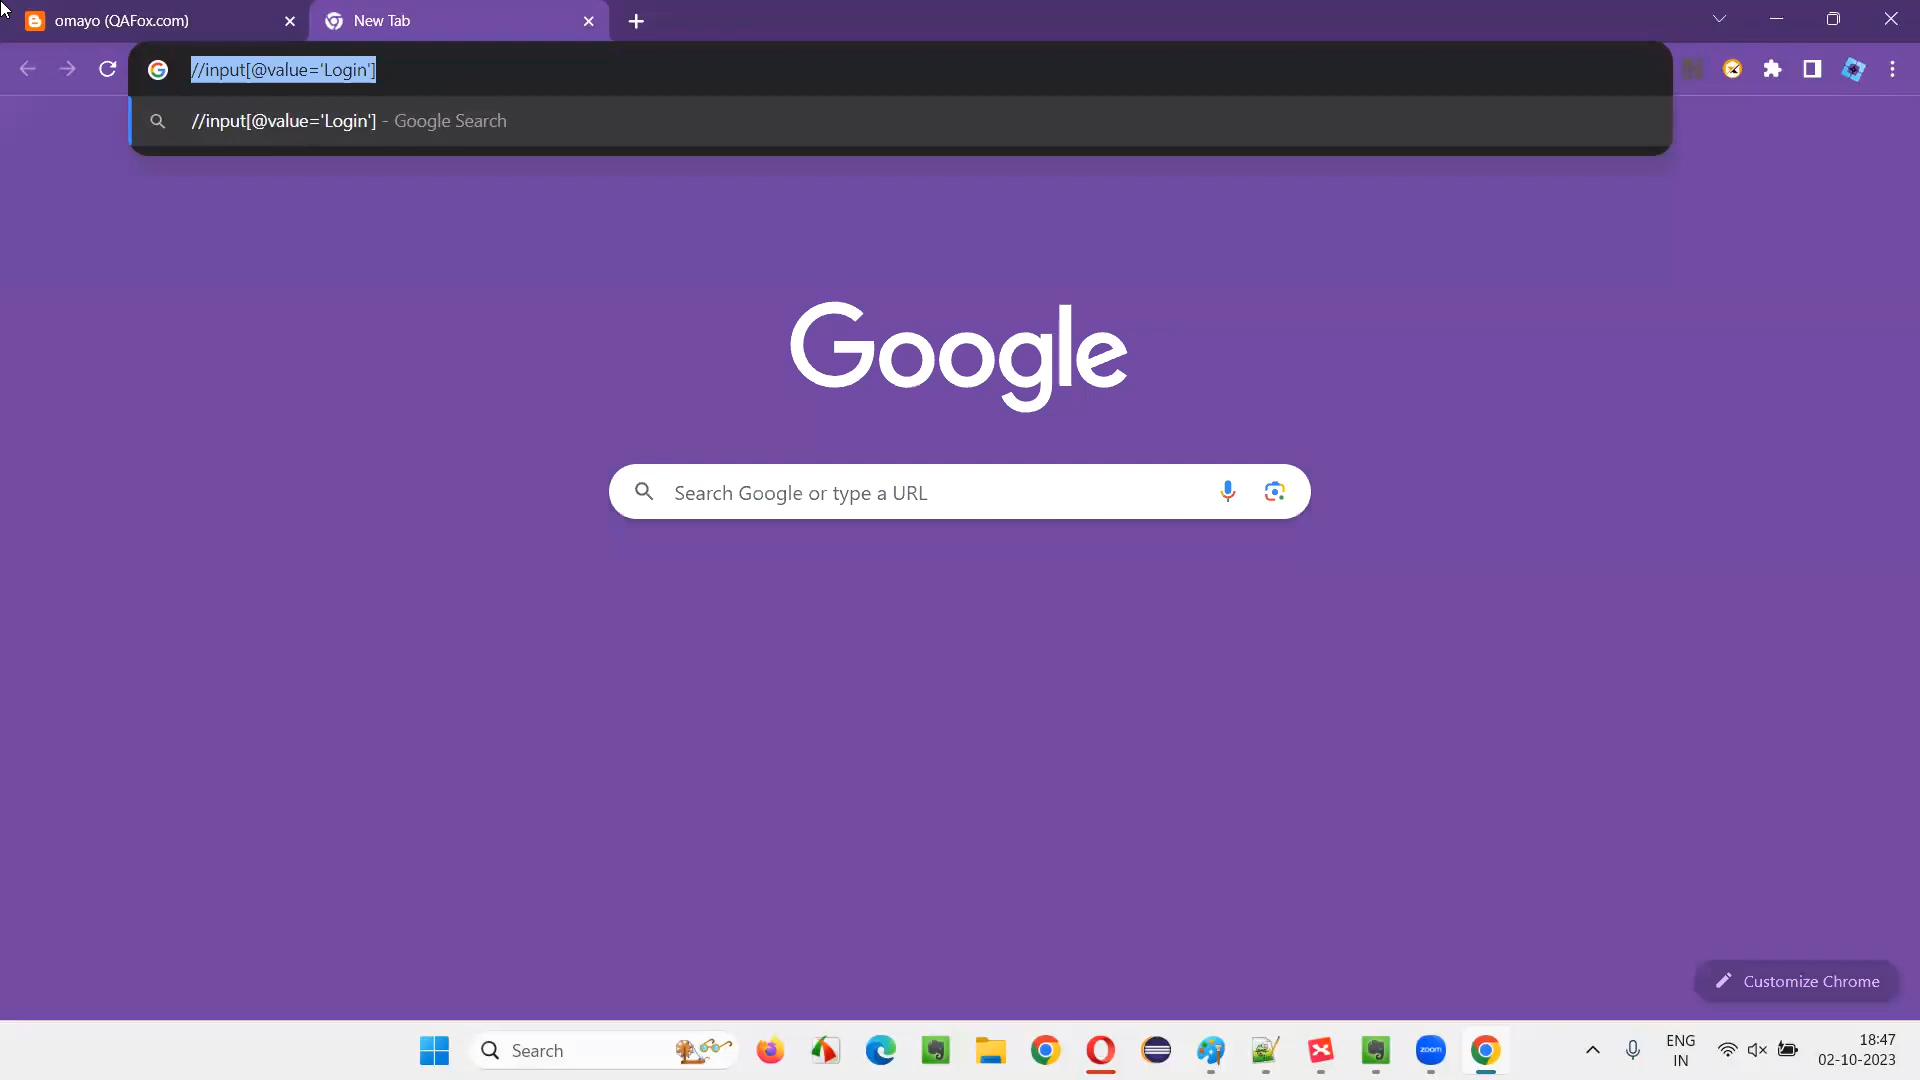 omayo (QAFox.com)
New Tab
//input[@value='Login']
//input[@value='Login'] - Google Search
Google
Search Google or type a URL
Customize Chrome
Search
zoom
ENG
IN
18:47
02-10-2023